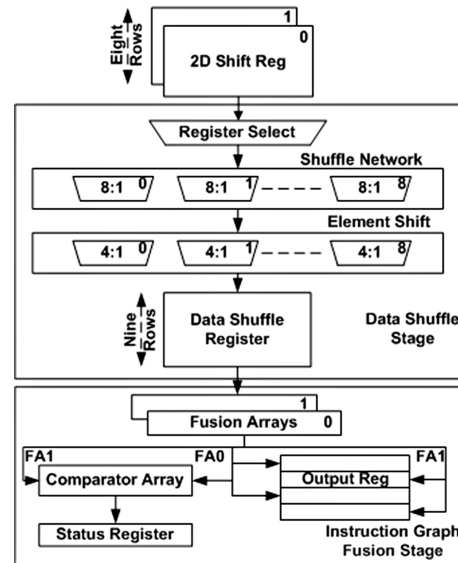 1
0
Eight
Rows
2D Shift Reg
Register Select
Shuffle Network
8:1 0
8:1 1
8:1 8
Element Shift
4:1 0
4:1 1
4:1 8
Nine
Rows
Data Shuffle
Register
Data Shuffle
Stage
1
Fusion Arrays 0
FA1
FA0
FA1
Comparator Array
Output Reg
Status Register
Instruction Graph
Fusion Stage